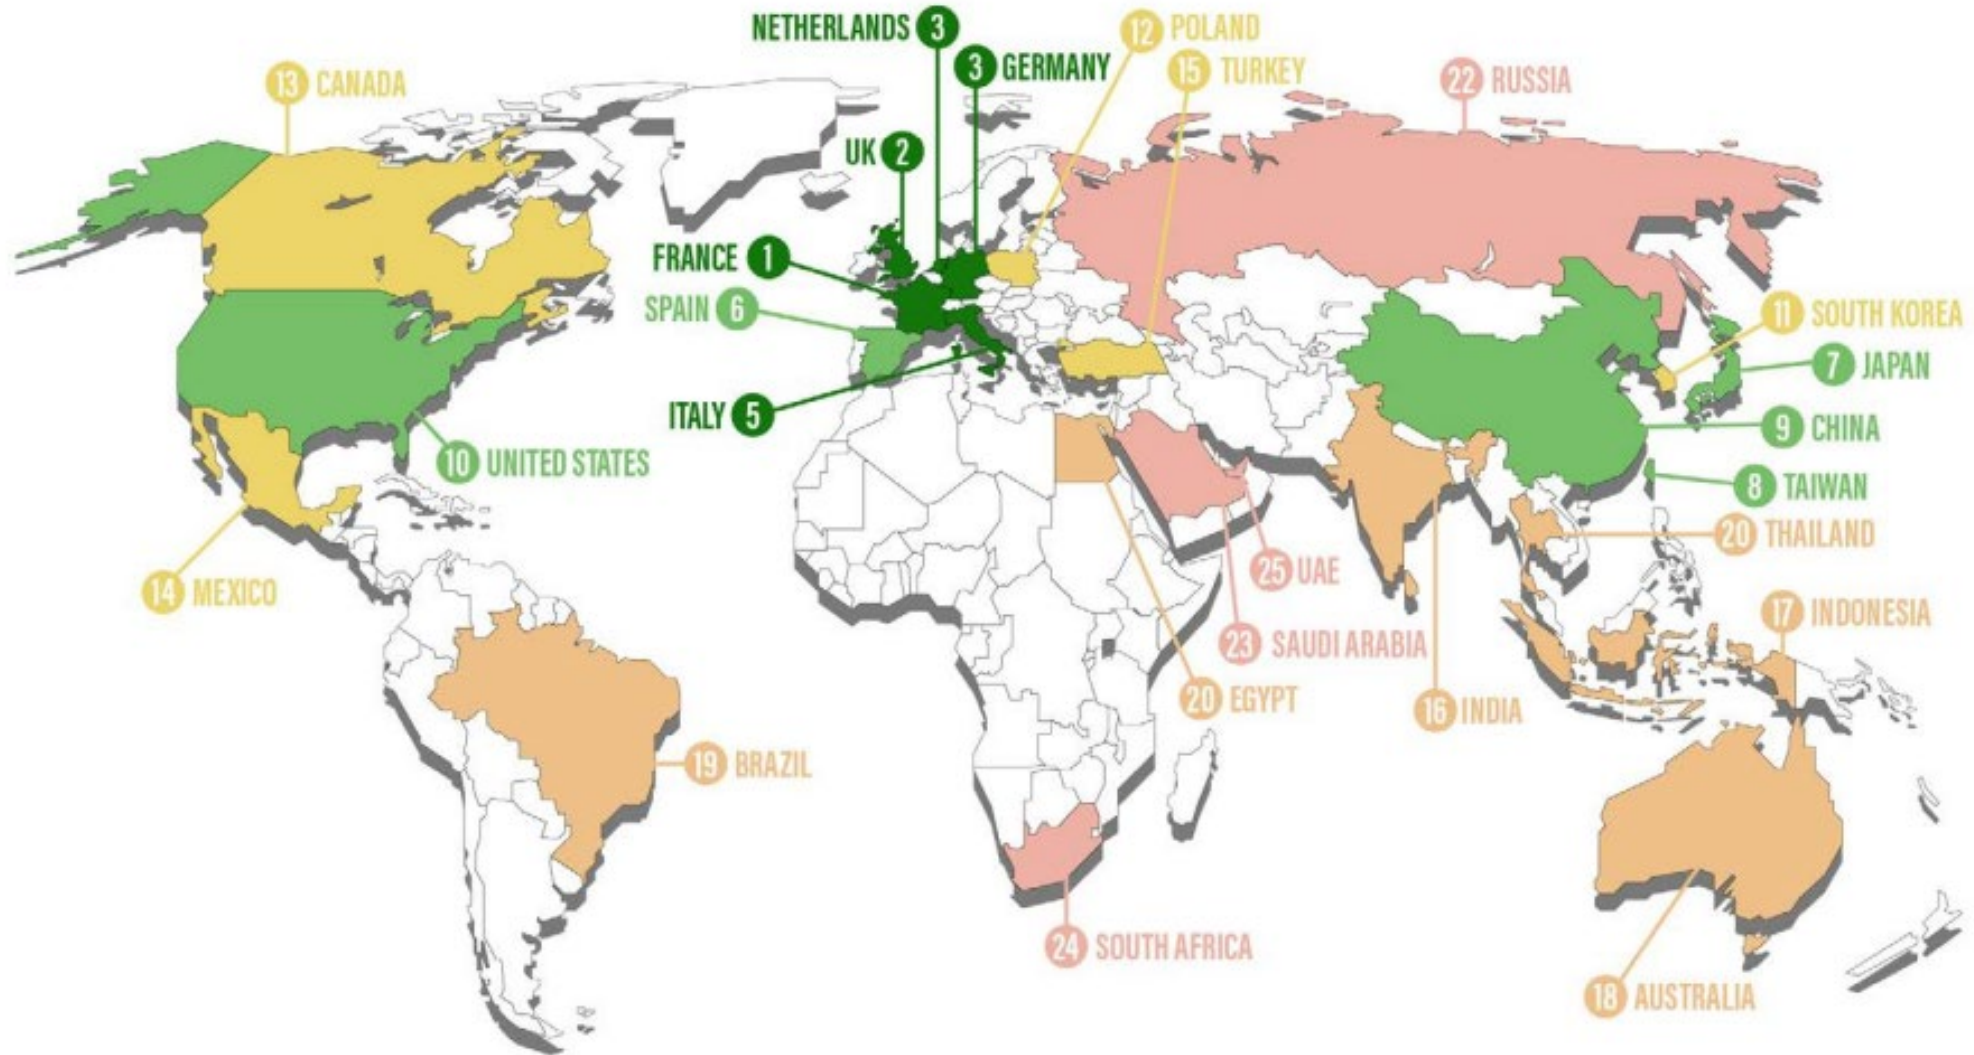 NETHERLANDS 3
3 GERMANY
12 POLAND
15 TURKEY
22 RUSSIA
13 CANADA
UK 2
FRANCE 1
SPAIN 6
ITALY 5
11 SOUTH KOREA
7 JAPAN
9 CHINA
8 TAIWAN
20 THAILAND
10 UNITED STATES
14 MEXICO
25 UAE
23 SAUDI ARABIA
17 INDONESIA
20 EGYPT
16 INDIA
19 BRAZIL
24 SOUTH AFRICA
18 AUSTRALIA